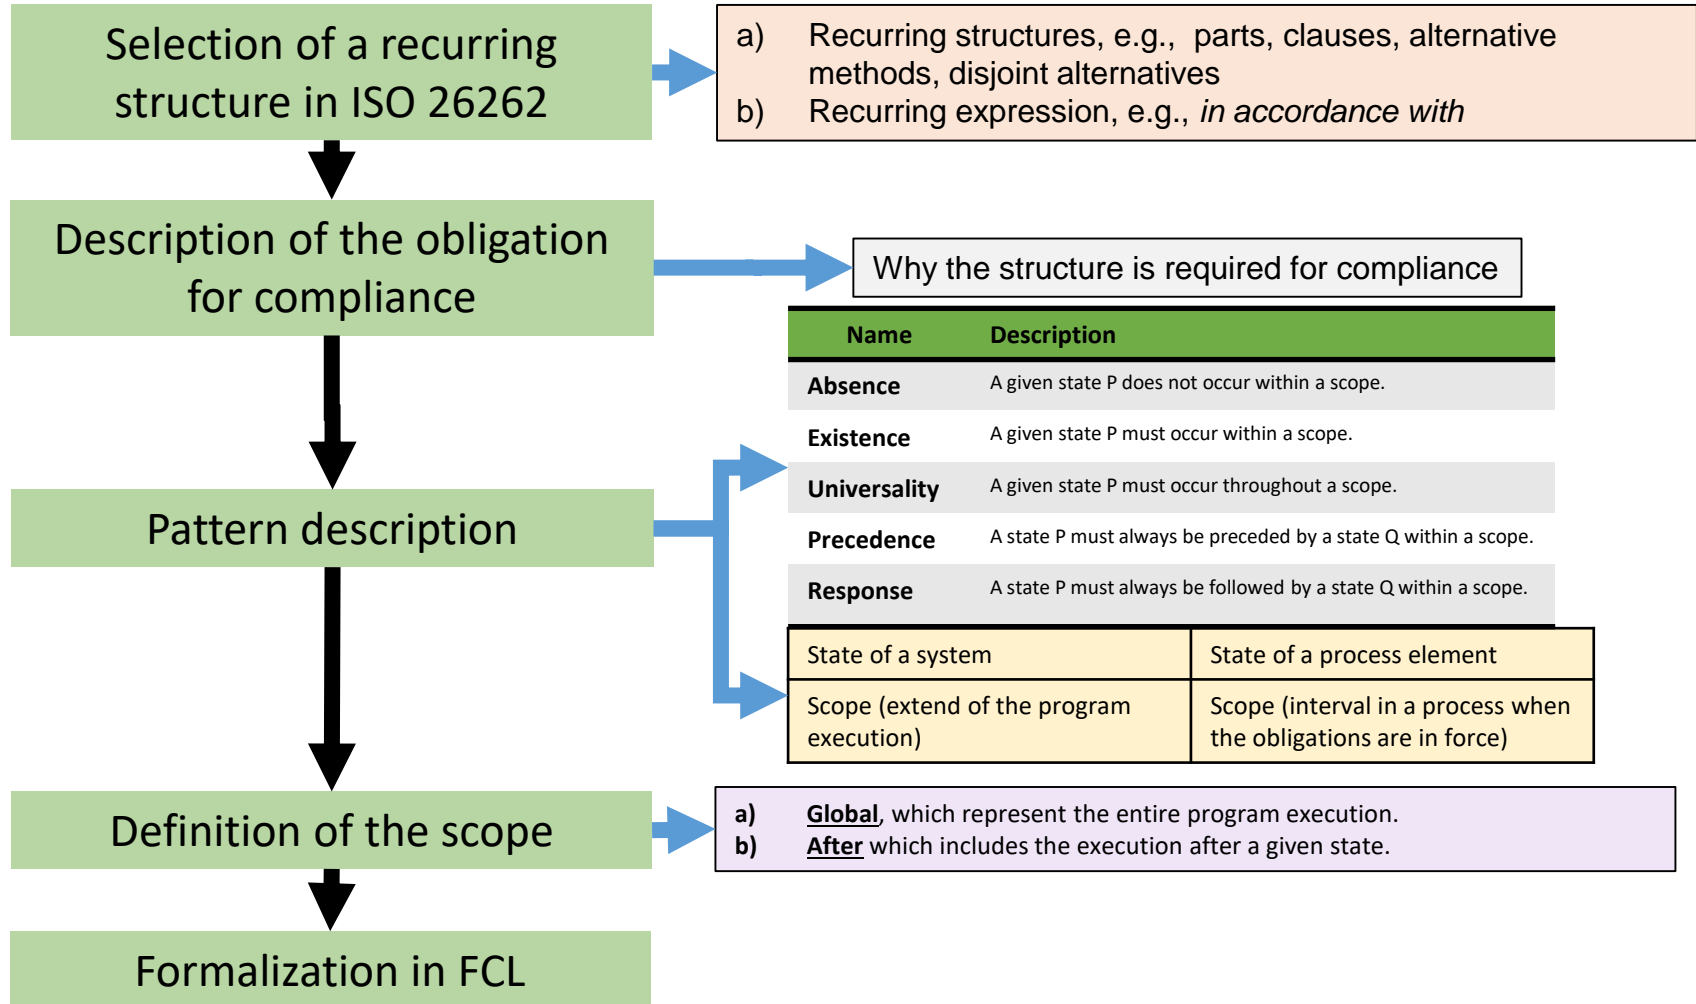 Selection of a recurring
structure in ISO 26262
a) Recurring structures, e.g., parts, clauses, alternative
methods, disjoint alternatives
b) Recurring expression, e.g., in accordance with
Description of the obligation
for compliance
Why the structure is required for compliance
Name Description
Absence A given state P does not occur within a scope.
Existence A given state P must occur within a scope.
Universality A given state P must occur throughout a scope.
Precedence A state P must always be preceded by a state Q within a scope.
Response A state P must always be followed by a state Q within a scope.
Pattern description
State of a system State of a process element
Scope (extend of the program
execution)
Scope (interval in a process when
the obligations are in force)
Definition of the scope
a) Global, which represent the entire program execution.
b) After which includes the execution after a given state.
Formalization in FCL